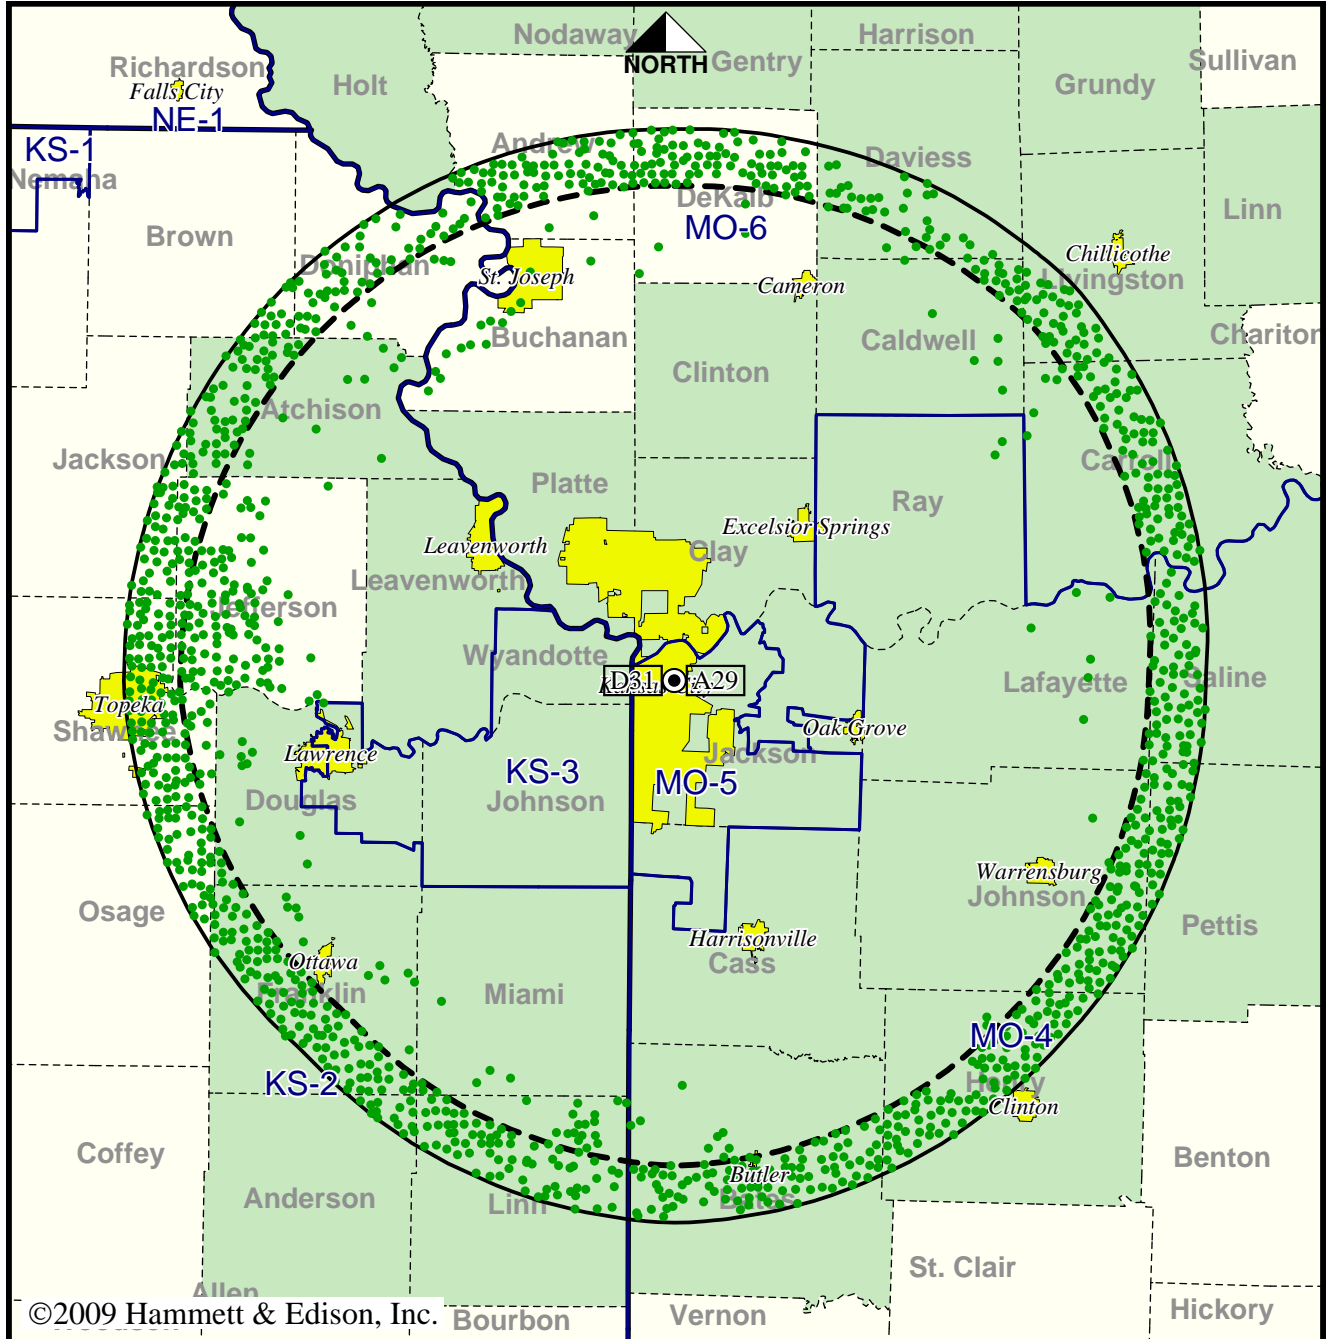 Nodaway
Harrison
Sullivan
NORTH
Gentry
Richardson
Holt
Grundy
Falls City
NE-1
KS-1
Andrew
Daviess
Nemaha
DeKalb
Linn
MO-6
Brown
Doniphan
St. Joseph
Cameron
Chillicothe
Livingston
Buchanan
Caldwell
Chariton
Clinton
Atchison
Jackson
Carroll
Platte
Ray
Excelsior Springs
Leavenworth
Clay
Leavenworth
Jefferson
Wyandotte
D31
A29
Lafayette
Saline
Topeka
Shawnee
Oak Grove
Lawrence
Jackson
KS-3
MO-5
Douglas
Johnson
Warrensburg
Johnson
Osage
Pettis
Harrisonville
Cass
Ottawa
Franklin
Miami
MO-4
KS-2
Henry
Clinton
Coffey
Benton
Butler
Bates
Anderson
Linn
St. Clair
Allen
©2009 Hammett & Edison, Inc.
Bourbon
Vernon
Hickory